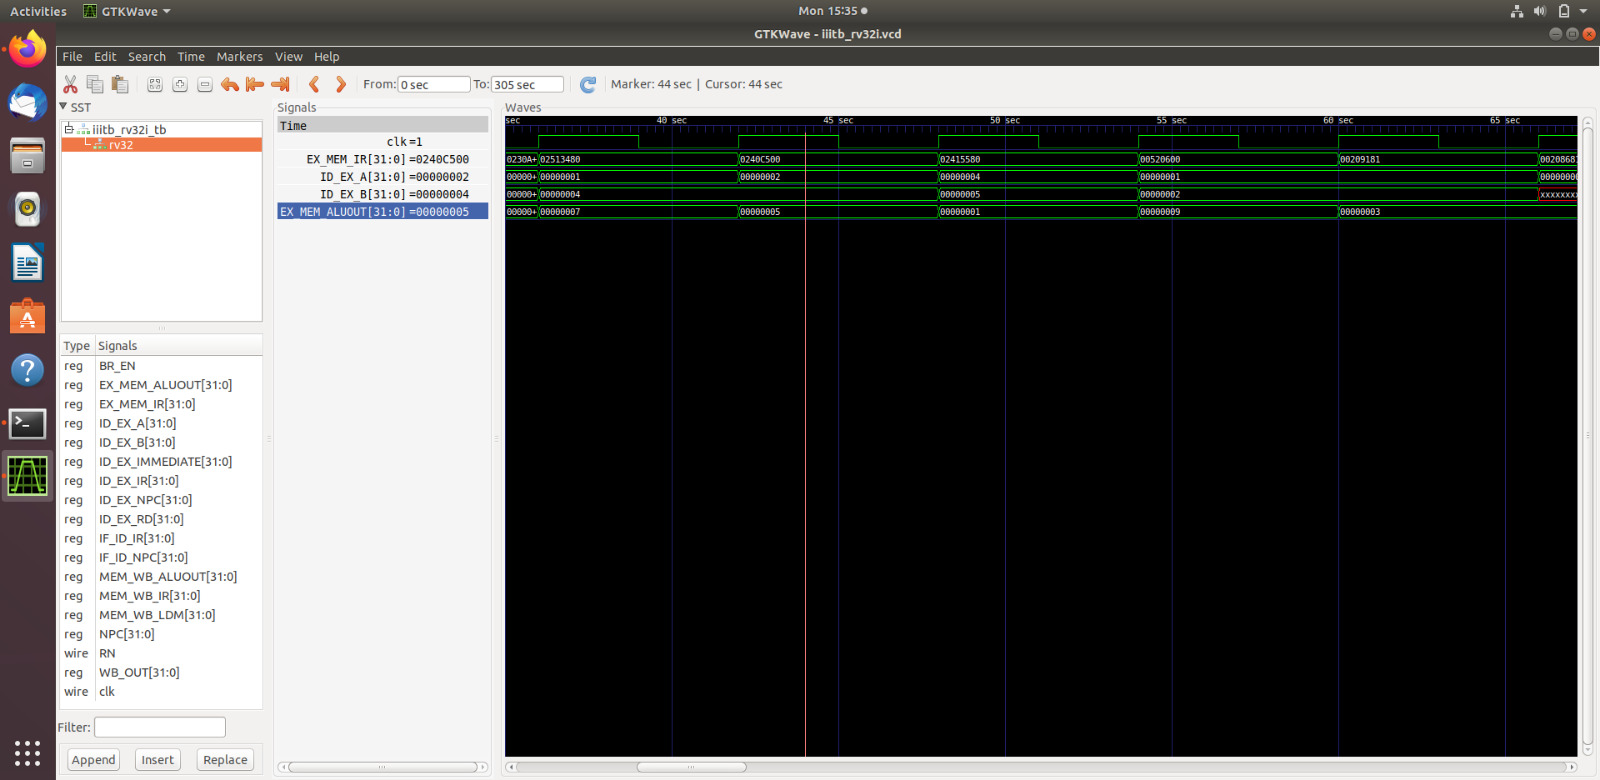 Activities GTKWave Mon 15:35
GTKWave - iiitb_rv32i.vcd
File Edit Search Time Markers View Help
From: 0 sec To: 305 sec Marker: 44 sec | Cursor: 44 sec
SST
iiitb_rv32i_tb
rv32
Type Signals
reg BR_EN
reg EX_MEM_ALUOUT[31:0]
reg EX_MEM_IR[31:0]
reg ID_EX_A[31:0]
reg ID_EX_B[31:0]
reg ID_EX_IMMEDIATE[31:0]
reg ID_EX_IR[31:0]
reg ID_EX_NPC[31:0]
reg ID_EX_RD[31:0]
reg IF_ID_IR[31:0]
reg IF_ID_NPC[31:0]
reg MEM_WB_ALUOUT[31:0]
reg MEM_WB_IR[31:0]
reg MEM_WB_LDM[31:0]
reg NPC[31:0]
wire RN
reg WB_OUT[31:0]
wire clk
Filter:
Append Insert Replace
Signals
Time
clk=1
EX_MEM_IR[31:0]=0240C500
ID_EX_A[31:0]=00000002
ID_EX_B[31:0]=00000004
EX_MEM_ALUOUT[31:0]=00000005
Waves
sec 40 sec 45 sec 50 sec 55 sec 60 sec 65 sec
0230A+ 02513480 0240C500 02415580 00520600 00209181 00208681
00000+ 00000001 00000002 00000004 00000001 00000000
00000+ 00000004 00000005 00000002 xxxxxxxx
00000+ 00000007 00000005 00000001 00000009 00000003